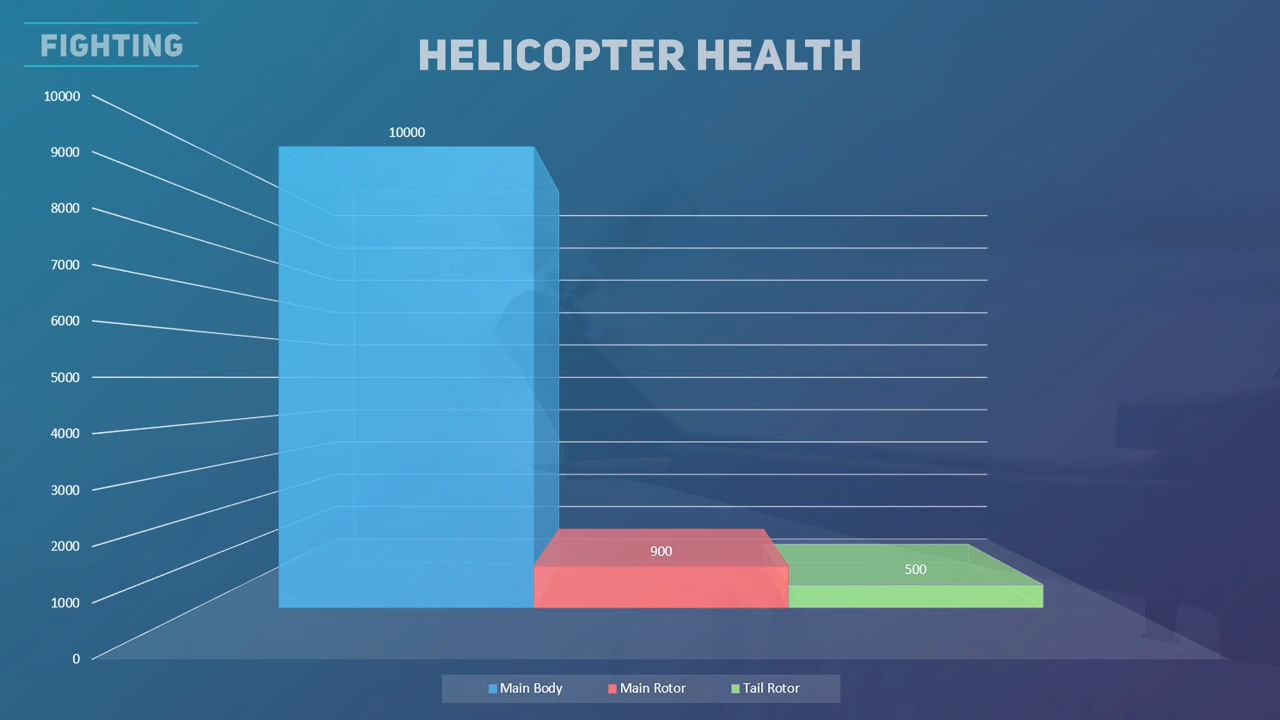 FIGHTING
HELICOPTER HEALTH
10000
9000
8000
7000
6000
5000
4000
3000
2000
1000
0
10000
900
500
Main Body
Main Rotor
Tail Rotor